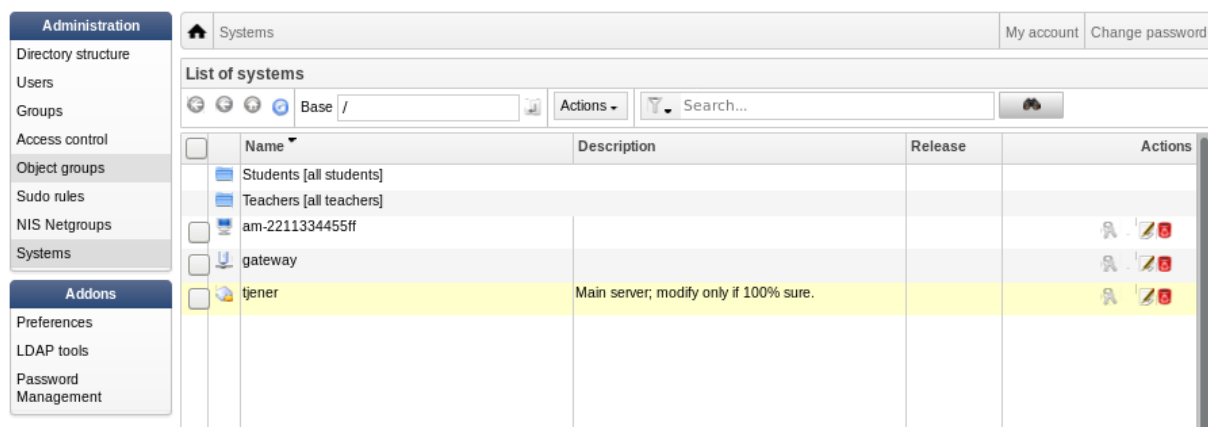 Administration
Directory structure
Users
Groups
Access control
Object groups
Sudo rules
NIS Netgroups
Systems
Addons
Preferences
LDAP tools
Password
Management
Systems My account Change password
List of systems
Base / Actions Search...
Name Description Release Actions
Students [all students]
Teachers [all teachers]
am-2211334455ff
gateway
tjener Main server; modify only if 100% sure.